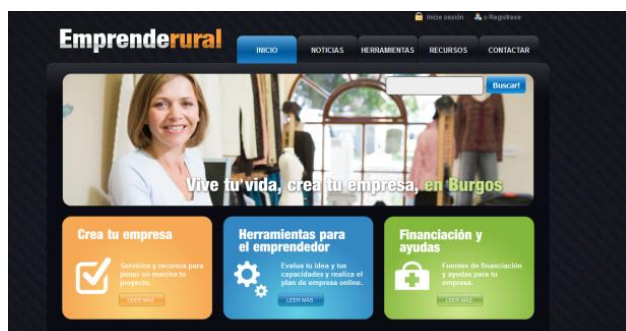 Inicie sesión o Regístrese
Emprenderural
INICIO NOTICIAS HERRAMIENTAS RECURSOS CONTACTAR
Buscar!
Vive tu vida, crea tu empresa, en Burgos
Crea tu empresa
Servicios y recursos para
poner en marcha tu
proyecto.
LEER MÁS
Herramientas para
el emprendedor
Evalua tu idea y tus
capacidades y realiza el
plan de empresa online.
LEER MÁS
Financiación y
ayudas
Fuentes de financiación
y ayudas para tu
empresa.
LEER MÁS